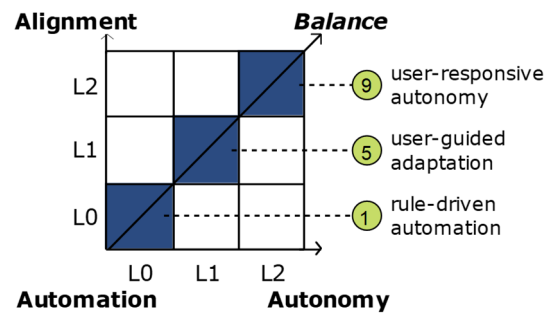 Alignment
Balance
L2
9
user-responsive
autonomy
L1
5
user-guided
adaptation
L0
1
rule-driven
automation
L0 L1 L2
Automation Autonomy